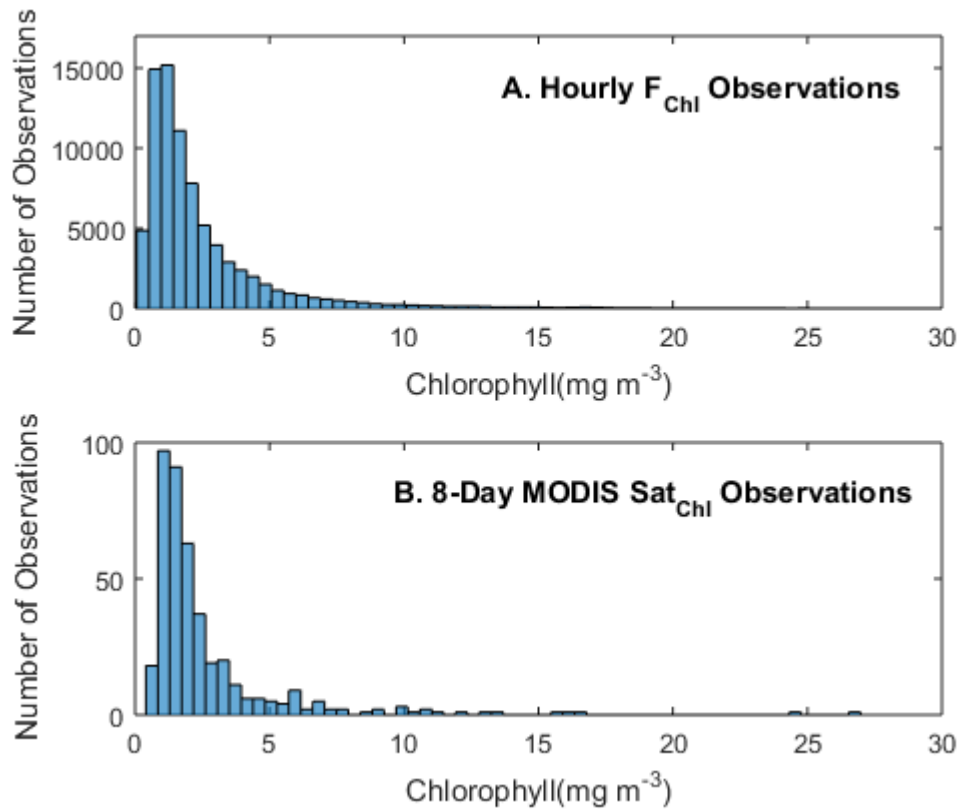 A. Hourly F_Chl Observations
Number of Observations
15000
10000
5000
0
0 5 10 15 20 25 30
Chlorophyll(mg m^-3)
B. 8-Day MODIS Sat_Chl Observations
Number of Observations
100
50
0
0 5 10 15 20 25 30
Chlorophyll(mg m^-3)